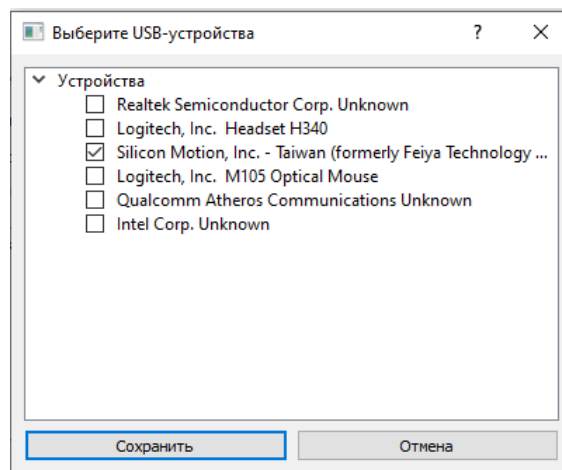 Выберите USB-устройства
?
Устройства
Realtek Semiconductor Corp. Unknown
Logitech, Inc. Headset H340
Silicon Motion, Inc. - Taiwan (formerly Feiya Technology ...
Logitech, Inc. M105 Optical Mouse
Qualcomm Atheros Communications Unknown
Intel Corp. Unknown
Сохранить
Отмена